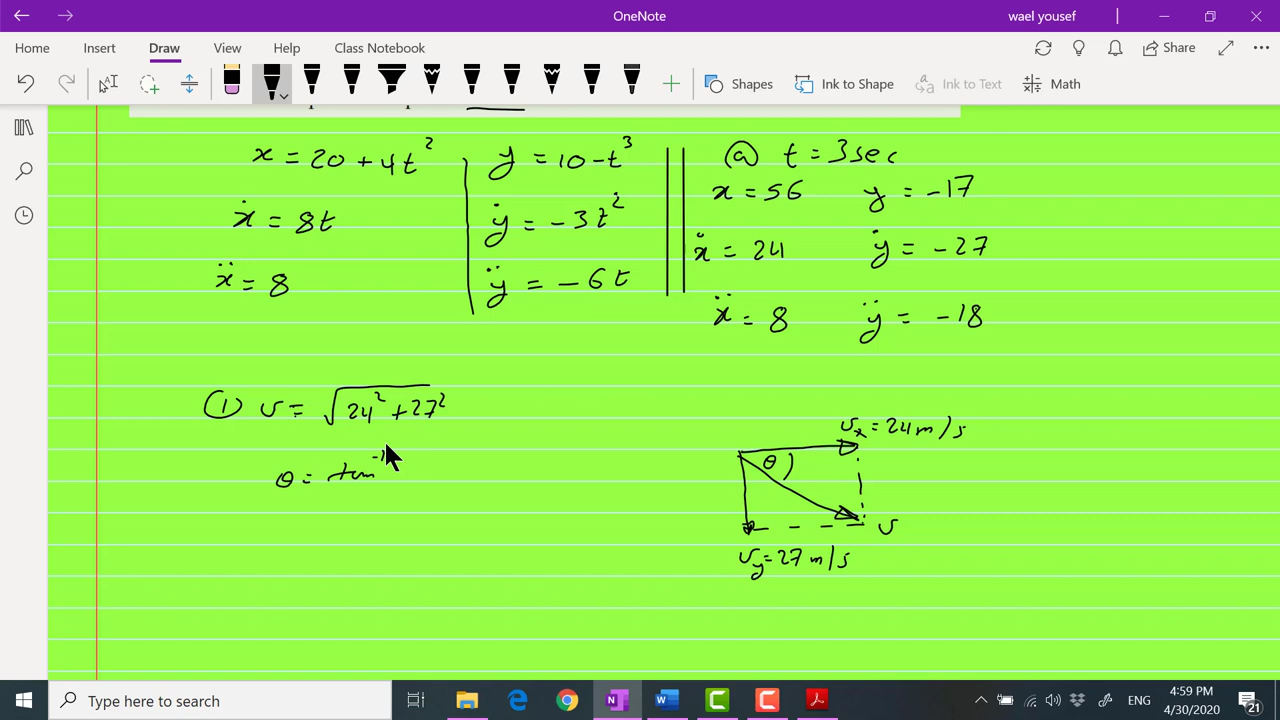 OneNote
wael yousef
Home Insert Draw View Help Class Notebook
Share
Shapes Ink to Shape Ink to Text Math
x = 20 + 4t²
y = 10 - t³
@ t = 3 sec
x = 56 y = -17
ẋ = 8t
ẏ = -3t²
ẋ = 24 ẏ = -27
ẍ = 8
ÿ = -6t
ẍ = 8 ÿ = -18
① v = √24² + 27²
θ = tan⁻¹
vₓ = 24 m/s
θ
v
v_y = 27 m/s
Type here to search
ENG
4:59 PM
4/30/2020
21